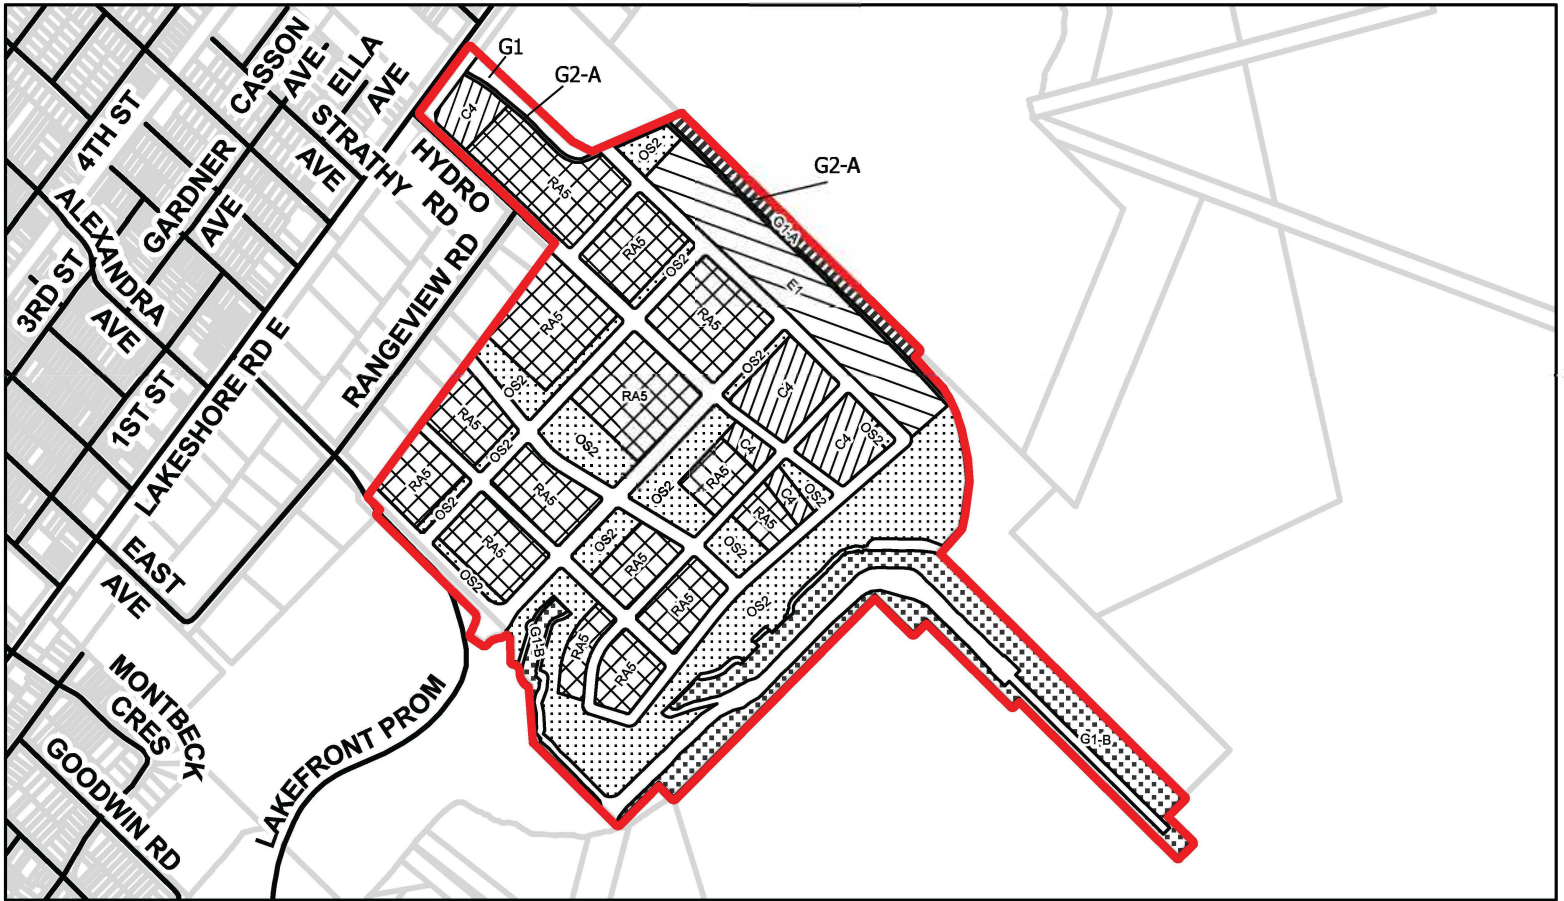 CASSON
AVE
ELLA
AVE
G1
G2-A
C4
4TH ST
STRATHY
AVE
HYDRO
RD
GARDNER
AVE
ALEXANDRA
AVE
3RD ST
1ST ST
LAKESHORE RD E
RANGEVIEW RD
EAST
AVE
MONTBECK
CRES
GOODWIN RD
LAKEFRONT PROM
OS2
G2-A
G1-A
E1
RA5
RA5
OS2
RA5
RA5
OS2
OS2
C4
RA5
RA5
OS2
OS2
C4
OS2
C4
RA5
RA5
OS2
RA5
OS2
C4
OS2
RA5
OS2
RA5
OS2
RA5
OS2
RA5
OS2
RA5
OS2
G1-B
RA5
RA5
G1-B